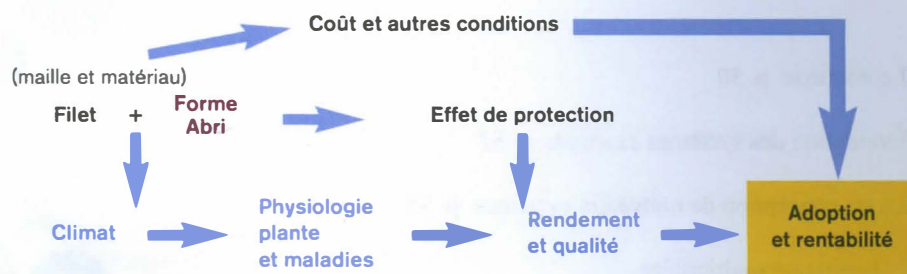 Coût et autres conditions
(maille et matériau)
Filet + Forme
Abri
Effet de protection
Climat
Physiologie
plante
et maladies
Rendement
et qualité
Adoption
et rentabilité